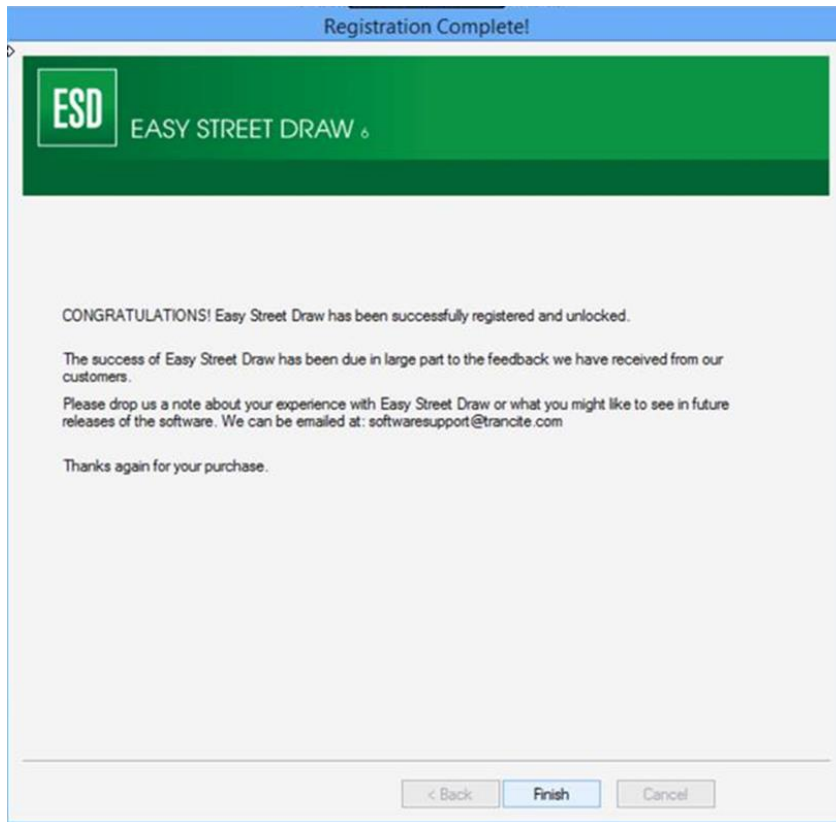 Registration Complete!
ESD
EASY STREET DRAW 6
CONGRATULATIONS! Easy Street Draw has been successfully registered and unlocked.
The success of Easy Street Draw has been due in large part to the feedback we have received from our
customers.
Please drop us a note about your experience with Easy Street Draw or what you might like to see in future
releases of the software. We can be emailed at: softwaresupport@trancite.com
Thanks again for your purchase.
< Back Finish Cancel